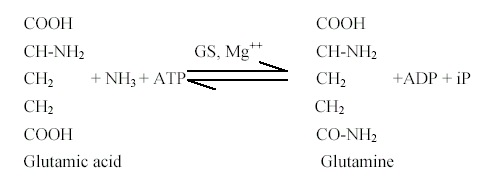 COOH COOH
CH-NH₂ GS, Mg⁺⁺ CH-NH₂
CH₂ + NH₃ + ATP CH₂ +ADP + iP
CH₂ CH₂
COOH CO-NH₂
Glutamic acid Glutamine